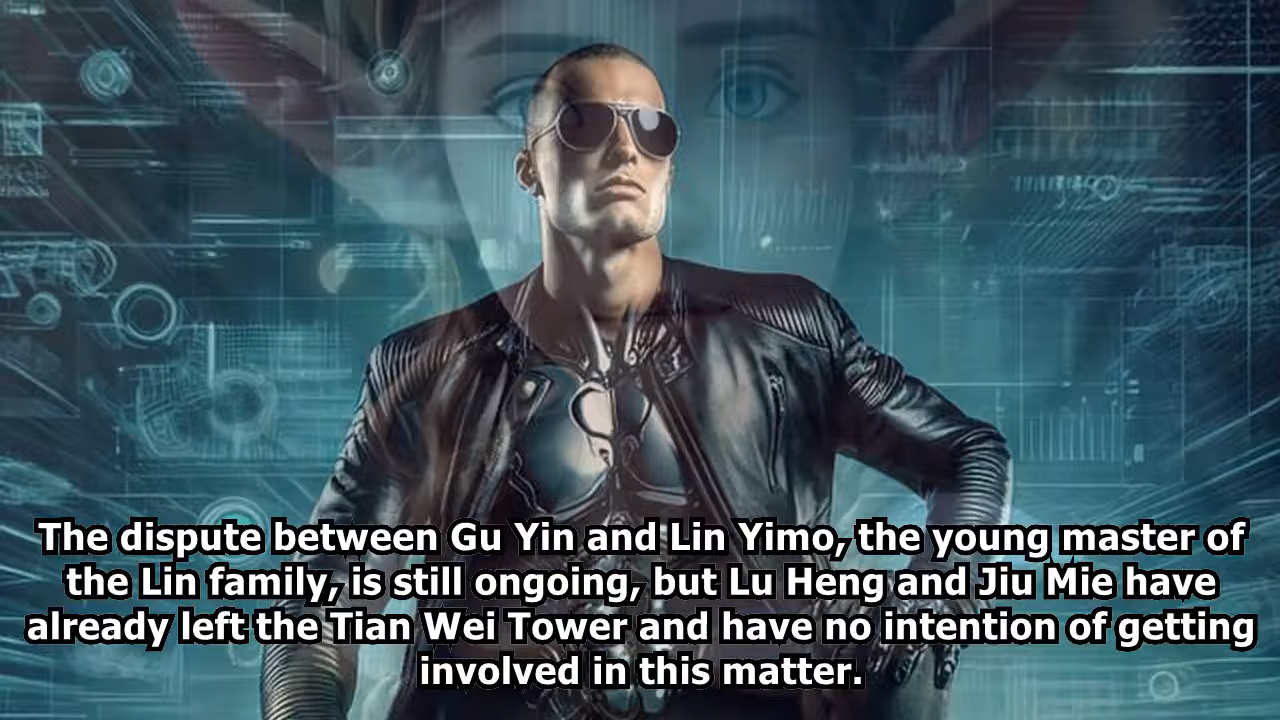 The dispute between Gu Yin and Lin Yimo, the young master of
the Lin family, is still ongoing, but Lu Heng and Jiu Mie have
already left the Tian Wei Tower and have no intention of getting
involved in this matter.